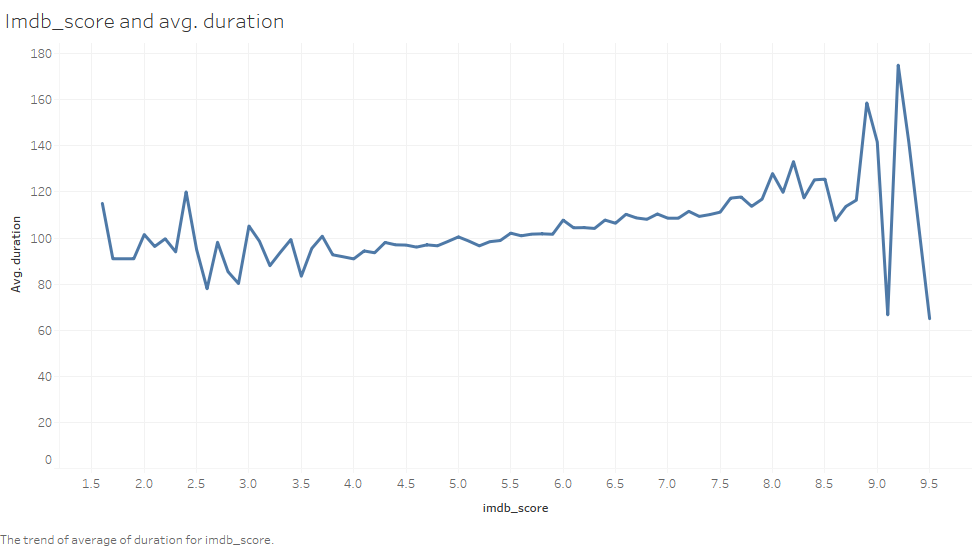 Imdb_score and avg. duration
180
160
140
120
100
80
60
40
20
0
Avg. duration
1.5 2.0 2.5 3.0 3.5 4.0 4.5 5.0 5.5 6.0 6.5 7.0 7.5 8.0 8.5 9.0 9.5
imdb_score
The trend of average of duration for imdb_score.